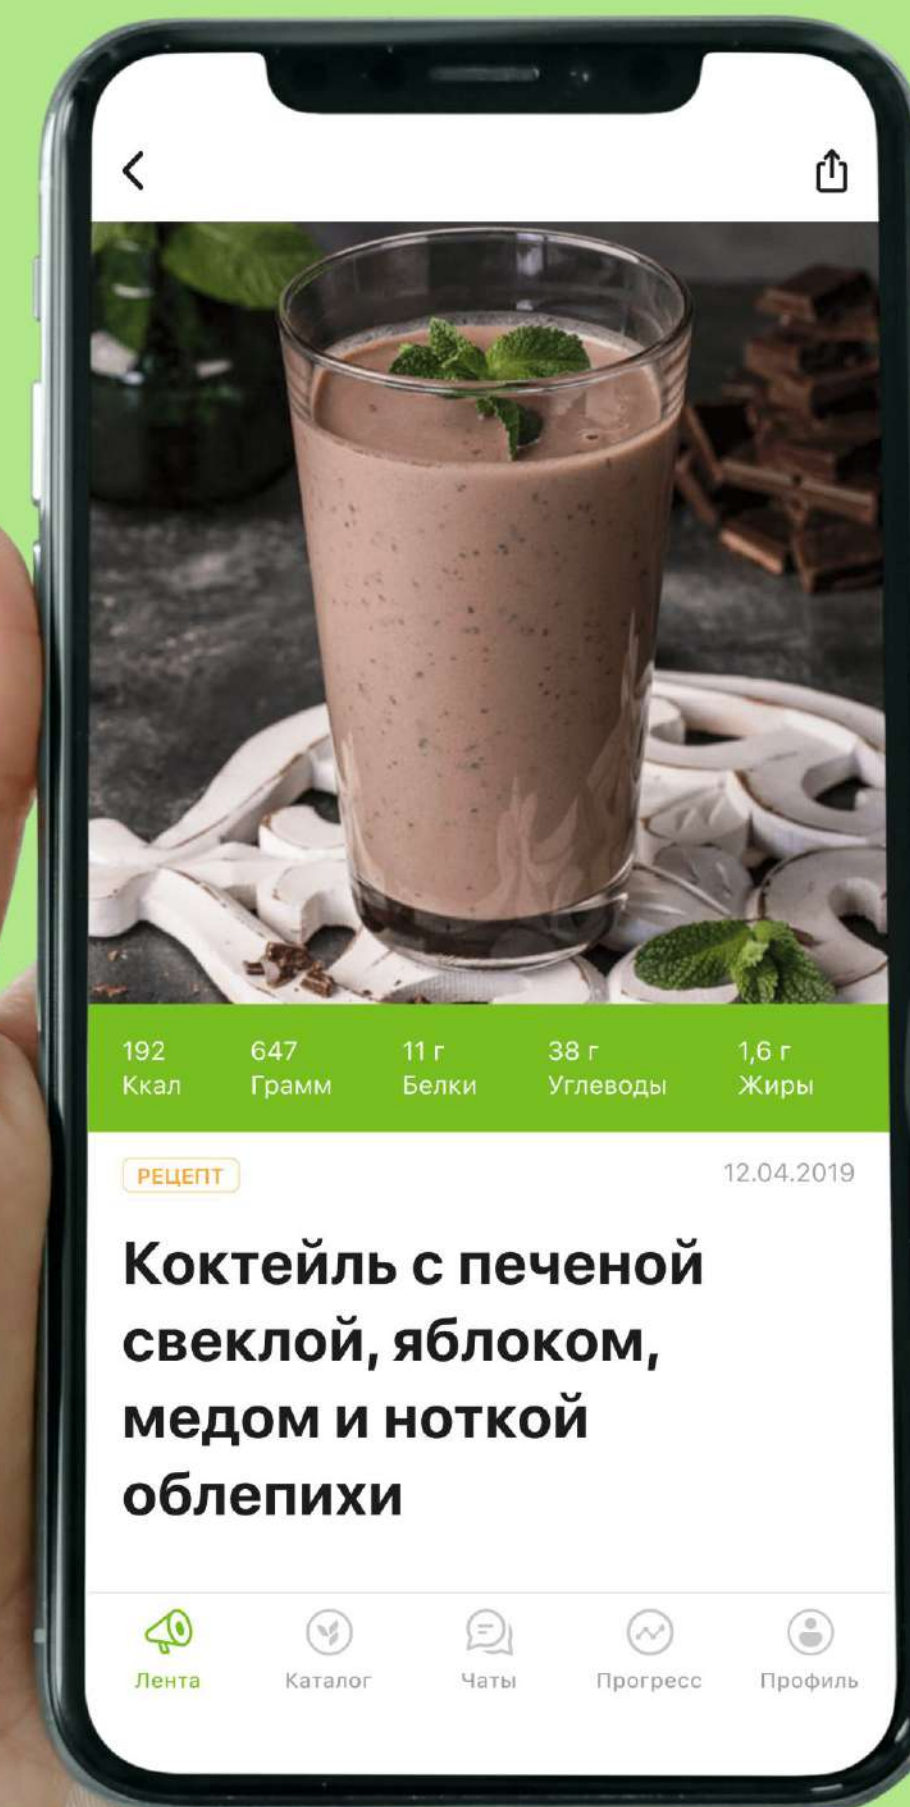 192 647 11 г 38 г 1,6 г
Ккал Грамм Белки Углеводы Жиры
РЕЦЕПТ 12.04.2019
Коктейль с печеной
свеклой, яблоком,
медом и ноткой
облепихи
Лента Каталог Чаты Прогресс Профиль